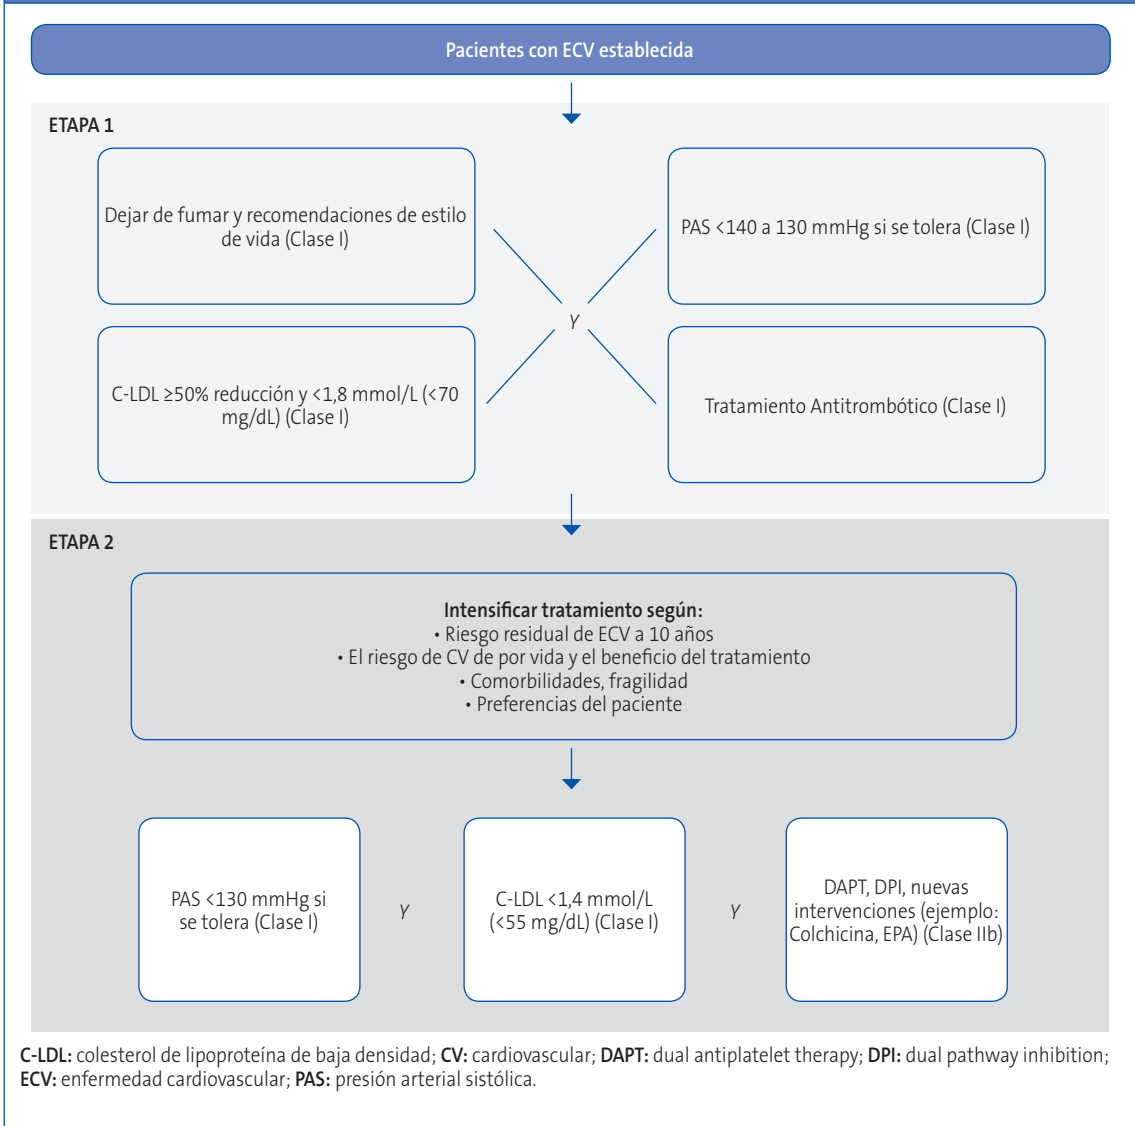 Pacientes con ECV establecida
ETAPA 1
Dejar de fumar y recomendaciones de estilo
de vida (Clase I)
PAS <140 a 130 mmHg si se tolera (Clase I)
Y
C-LDL ≥50% reducción y <1,8 mmol/L (<70
mg/dL) (Clase I)
Tratamiento Antitrombótico (Clase I)
ETAPA 2
Intensificar tratamiento según:
• Riesgo residual de ECV a 10 años
• El riesgo de CV de por vida y el beneficio del tratamiento
• Comorbilidades, fragilidad
• Preferencias del paciente
PAS <130 mmHg si
se tolera (Clase I)
Y
C-LDL <1,4 mmol/L
(<55 mg/dL) (Clase I)
Y
DAPT, DPI, nuevas
intervenciones (ejemplo:
Colchicina, EPA) (Clase IIb)
C-LDL: colesterol de lipoproteína de baja densidad; CV: cardiovascular; DAPT: dual antiplatelet therapy; DPI: dual pathway inhibition;
ECV: enfermedad cardiovascular; PAS: presión arterial sistólica.